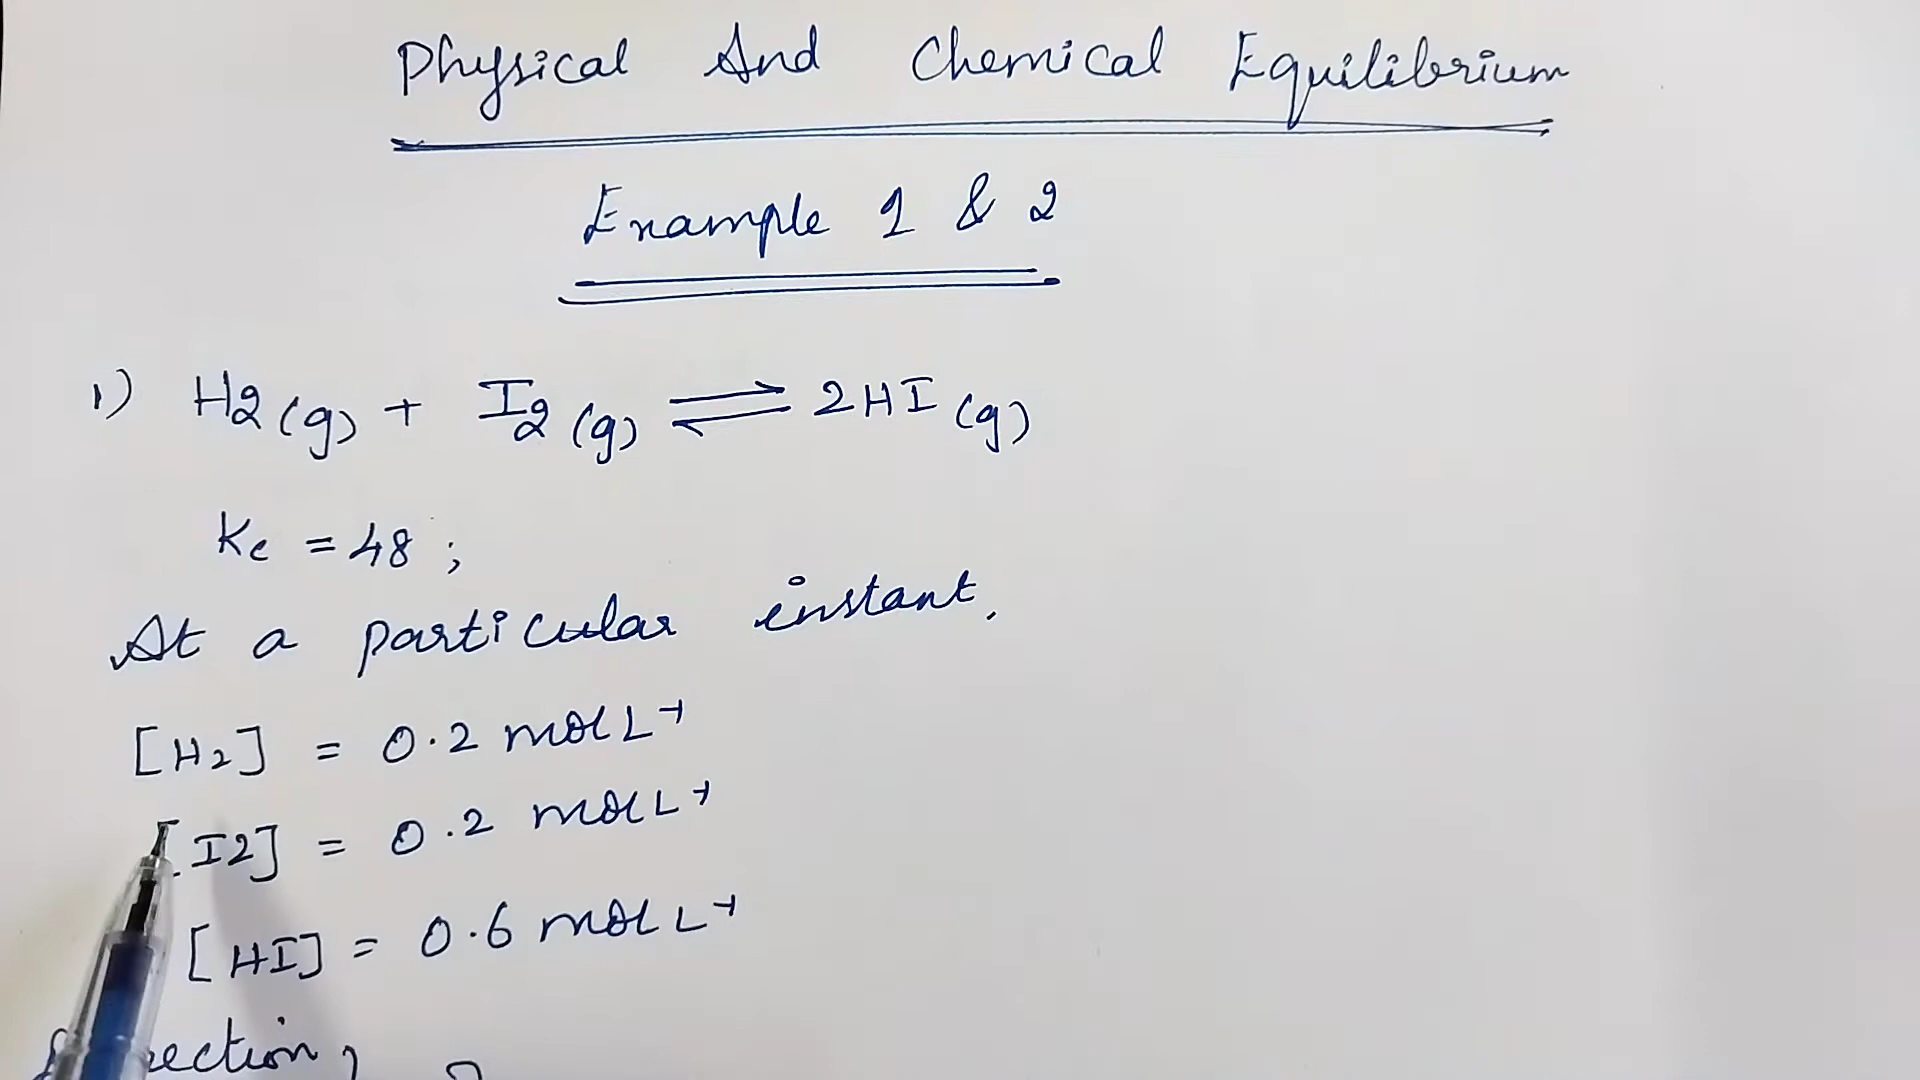 Physical And Chemical Equilibrium
Example 1 & 2
1) H2(g) + I2(g) ⇌ 2HI(g)
Kc = 48 ;
At a particular instant,
[H2] = 0.2 mol L-1
[I2] = 0.2 mol L-1
[HI] = 0.6 mol L-1